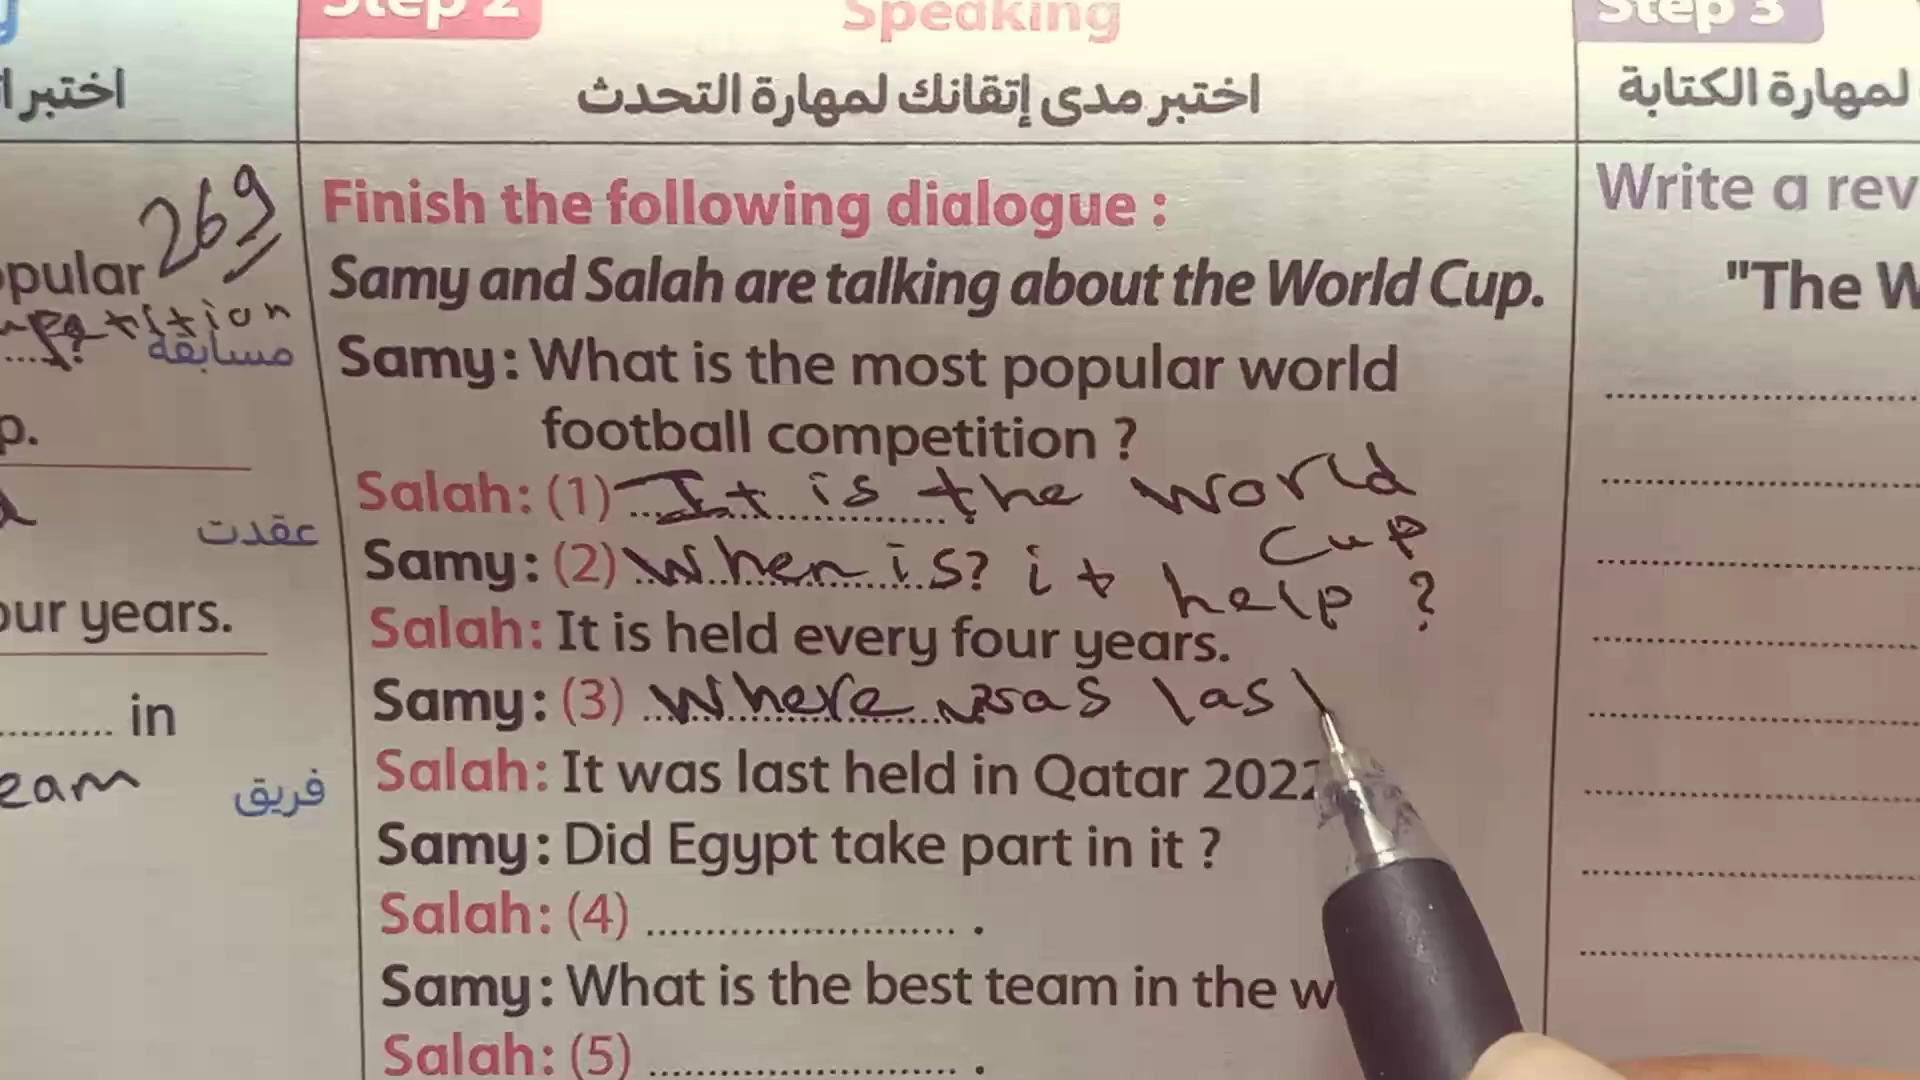 Step 2
Speaking
Step 3
اختبر
اختبر مدى إتقانك لمهارة التحدث
لمهارة الكتابة
269
pular
مسابقة
p.
عقدت
our years.
in
eam
فريق
Finish the following dialogue :
Samy and Salah are talking about the World Cup.
Samy: What is the most popular world
football competition ?
Salah: (1) It is the world
cup
Samy: (2) When is? it help ?
Salah: It is held every four years.
Samy: (3) where was las
Salah: It was last held in Qatar 2022
Samy: Did Egypt take part in it ?
Salah: (4) .......................... .
Samy: What is the best team in the w
Salah: (5) .......................... .
Write a rev
"The W